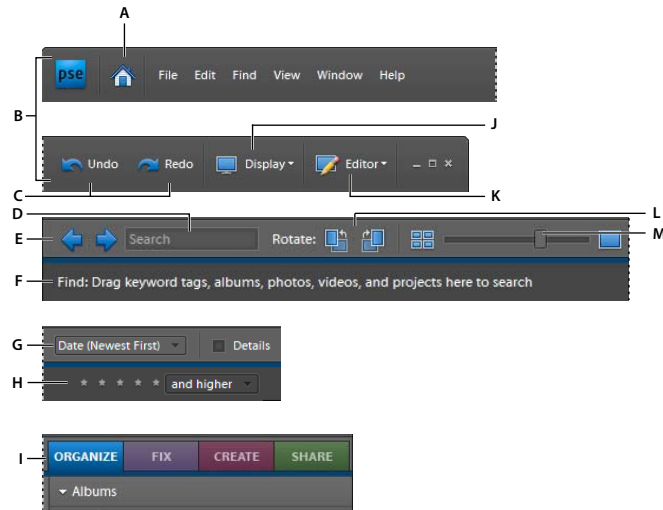 A
B
pse File Edit Find View Window Help
J
Undo Redo Display Editor
C
K
D
L
E
Search Rotate:
M
F
Find: Drag keyword tags, albums, photos, videos, and projects here to search
G
Date (Newest First) Details
H
and higher
I
ORGANIZE FIX CREATE SHARE
Albums